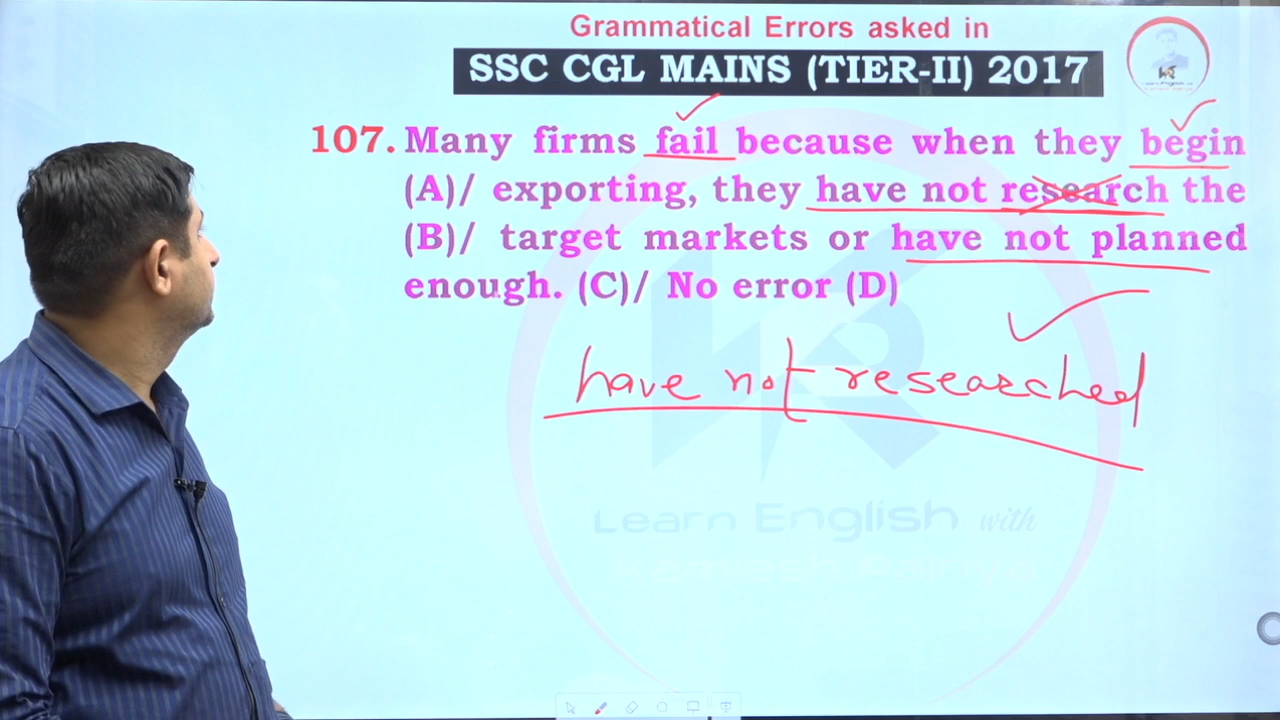 Grammatical Errors asked in
SSC CGL MAINS (TIER-II) 2017
107. Many firms fail because when they begin
(A)/ exporting, they have not research the
(B)/ target markets or have not planned
enough. (C)/ No error (D)
have not researched
Learn English with